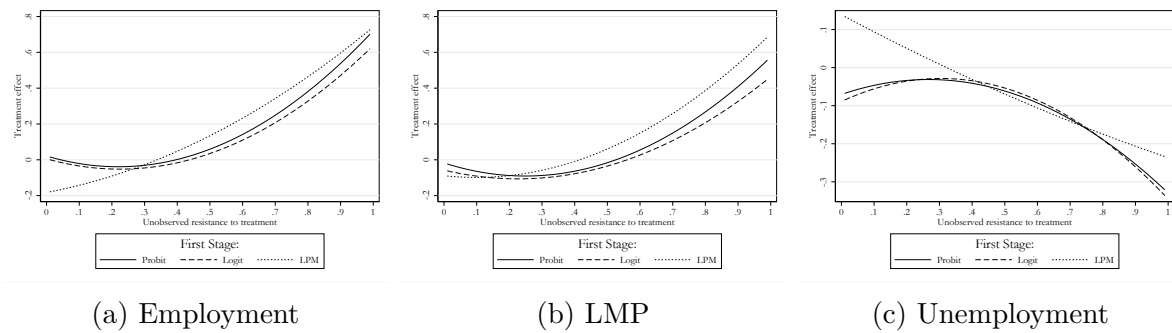 .8
.6
.4
.2
0
-.2
Treatment effect
0 .1 .2 .3 .4 .5 .6 .7 .8 .9 1
Unobserved resistance to treatment
First Stage:
Probit Logit LPM
(a) Employment
.8
.6
.4
.2
0
-.2
Treatment effect
0 .1 .2 .3 .4 .5 .6 .7 .8 .9 1
Unobserved resistance to treatment
First Stage:
Probit Logit LPM
(b) LMP
.1
0
-.1
-.2
-.3
Treatment effect
0 .1 .2 .3 .4 .5 .6 .7 .8 .9 1
Unobserved resistance to treatment
First Stage:
Probit Logit LPM
(c) Unemployment